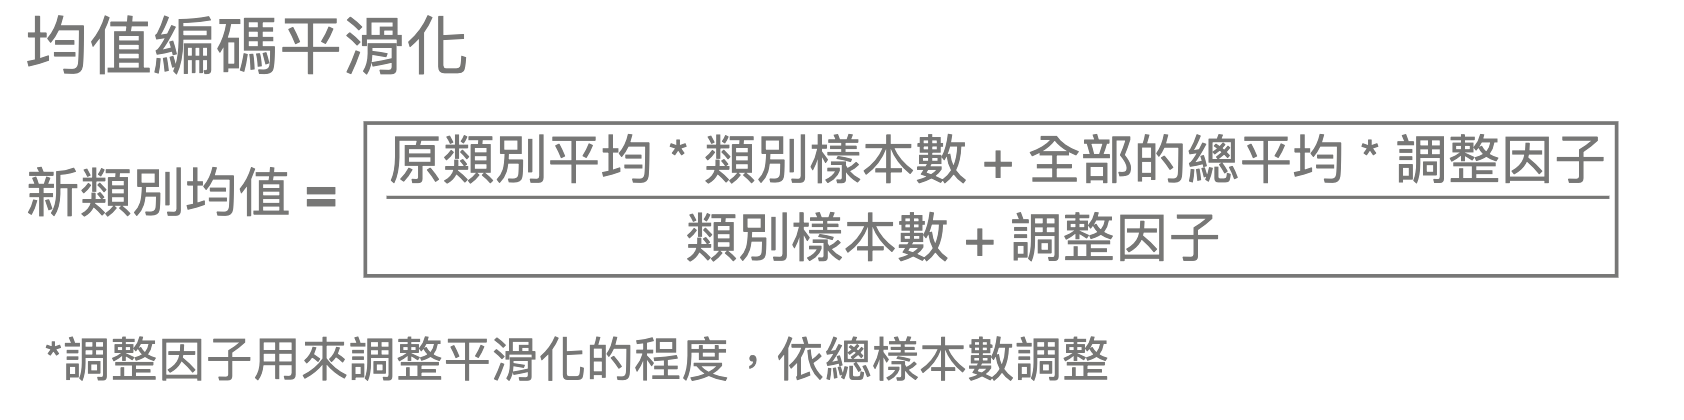 均值編碼平滑化
原類別平均 * 類別樣本數 + 全部的總平均 * 調整因子
新類別均值 =
類別樣本數 + 調整因子
*調整因子用來調整平滑化的程度，依總樣本數調整